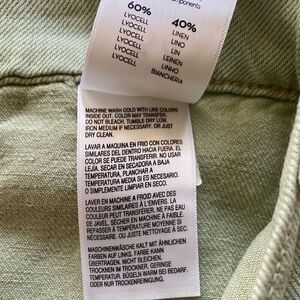 ponents
60% 40%
LYOCELL LINEN
LYOCELL LINO
LYOCELL LIN
LYOCELL LEINEN
LYOCELL LINHO
LYOCELL BIANCHERIA
MACHINE WASH COLD WITH LIKE COLORS
INSIDE OUT. COLOR MAY TRANSFER.
DO NOT BLEACH. TUMBLE DRY LOW.
IRON MEDIUM IF NECESSARY. OR JUST
DRY CLEAN.
LAVAR A MAQUINA EN FRIO CON COLORES
SIMILARES DEL DENTRO HACIA FUERA. EL
COLOR SE PUEDE TRANSFERIR. NO USAR
LEJÍA. SECAR EN SECADORA A BAJA
TEMPERATURA, PLANCHAR A
TEMPERATURA MEDIA SI ES NECESARIO.
O SIMPLEMENTE LIMPIAR EN SECO.
LAVER EN MACHINE A FROID AVEC DES
COULEURS SIMILAIRES À L'ENVERS. LA
COULEUR PEUT DÉTEINDRE, NE PAS EAU
DE JAVEL. SÉCHER EN MACHINE À FAIBLE.
TEMPÉRATURE MOYENNE SI
NÉCESSAIRE. OU JUSTE NETTOYAGE À SEC.
MASCHINENWÄSCHE KALT MIT ÄHNLICHEN
FARBEN AUF LINKS. FARBE KANN
ÜBERTRAGEN. NICHT BLEICHEN.
TROCKNEN IM TROCKNER, GERINGE
TEMPERATUR. BÜGELN WARM BEI BEDARF.
ODER NUR TROCKENREINIGUNG.